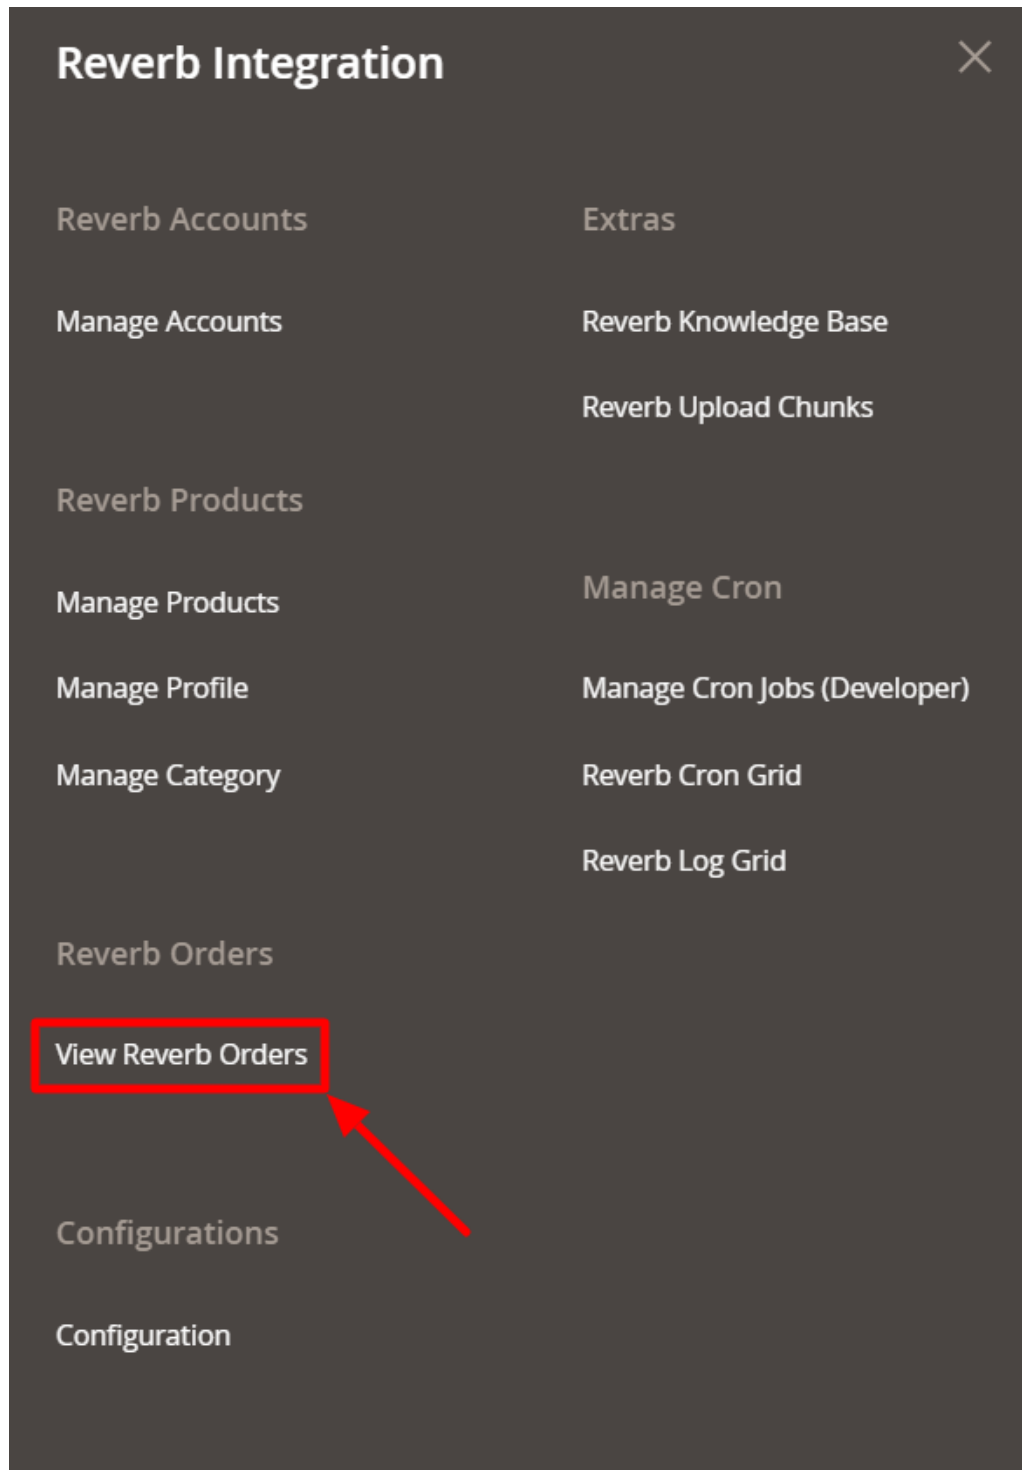 Reverb Integration
Reverb Accounts
Manage Accounts
Reverb Products
Manage Products
Manage Profile
Manage Category
Reverb Orders
View Reverb Orders
Configurations
Configuration
Extras
Reverb Knowledge Base
Reverb Upload Chunks
Manage Cron
Manage Cron Jobs (Developer)
Reverb Cron Grid
Reverb Log Grid